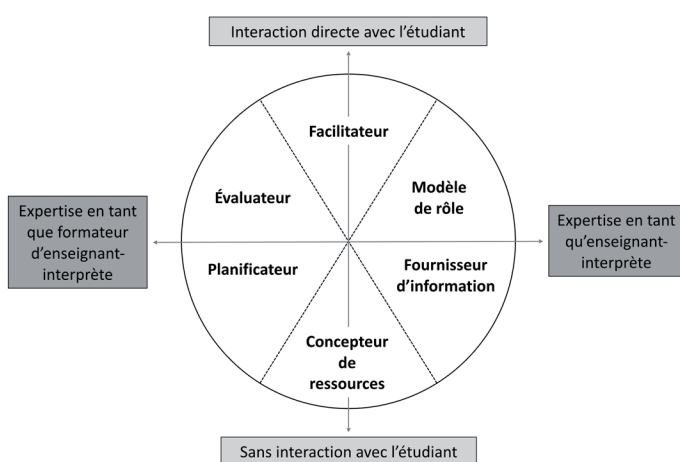 Interaction directe avec l'étudiant
Facilitateur
Évaluateur
Modèle
de rôle
Expertise en tant
que formateur
d'enseignant-
interprète
Expertise en tant
qu'enseignant-
interprète
Planificateur
Fournisseur
d'information
Concepteur
de
ressources
Sans interaction avec l'étudiant